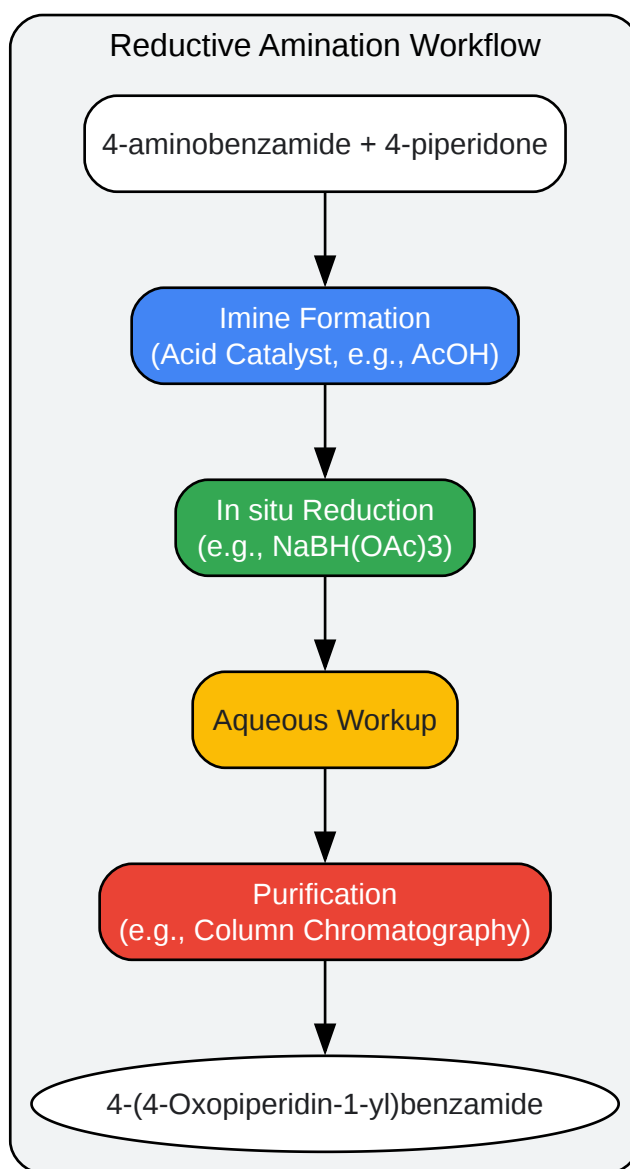 Reductive Amination Workflow
4-aminobenzamide + 4-piperidone
Imine Formation
(Acid Catalyst, e.g., AcOH)
In situ Reduction
(e.g., NaBH(OAc)3)
Aqueous Workup
Purification
(e.g., Column Chromatography)
4-(4-Oxopiperidin-1-yl)benzamide